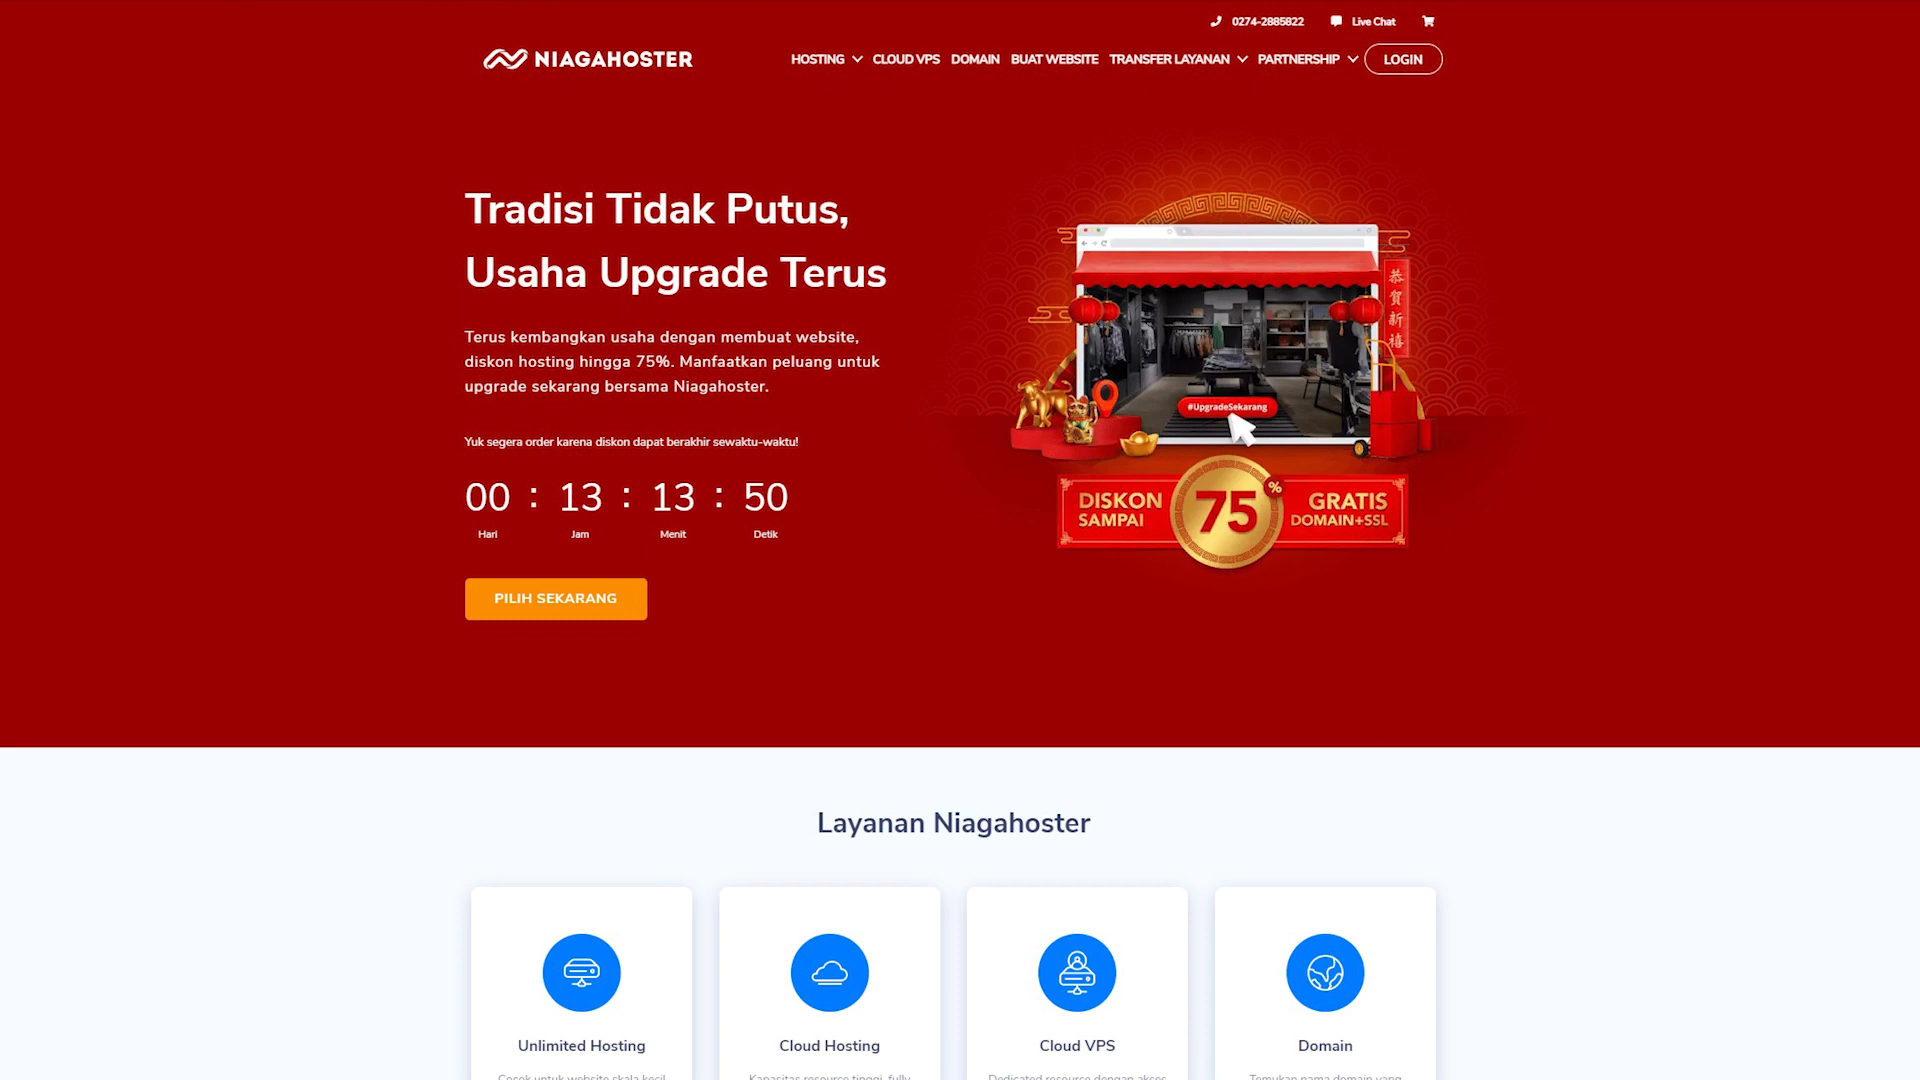 0274-2885822 Live Chat
NIAGAHOSTER HOSTING CLOUD VPS DOMAIN BUAT WEBSITE TRANSFER LAYANAN PARTNERSHIP LOGIN
Tradisi Tidak Putus,
Usaha Upgrade Terus
Terus kembangkan usaha dengan membuat website,
diskon hosting hingga 75%. Manfaatkan peluang untuk
upgrade sekarang bersama Niagahoster.
Yuk segera order karena diskon dapat berakhir sewaktu-waktu!
00 : 13 : 13 : 50
Hari Jam Menit Detik
PILIH SEKARANG
恭賀新禧
#UpgradeSekarang
DISKON
SAMPAI
75%
GRATIS
DOMAIN+SSL
Layanan Niagahoster
Unlimited Hosting
Cocok untuk website skala kecil
Cloud Hosting
Kapasitas resource tinggi, fully
Cloud VPS
Dedicated resource dengan akses
Domain
Temukan nama domain yang